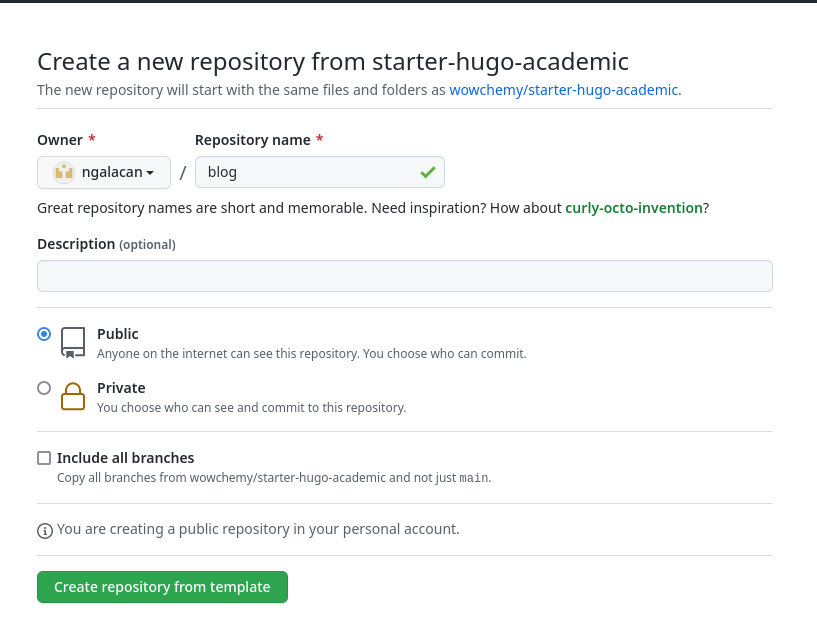 Create a new repository from starter-hugo-academic
The new repository will start with the same files and folders as wowchemy/starter-hugo-academic.
Owner * Repository name *
ngalacan / blog
Great repository names are short and memorable. Need inspiration? How about curly-octo-invention?
Description (optional)
Public
Anyone on the internet can see this repository. You choose who can commit.
Private
You choose who can see and commit to this repository.
Include all branches
Copy all branches from wowchemy/starter-hugo-academic and not just main.
You are creating a public repository in your personal account.
Create repository from template